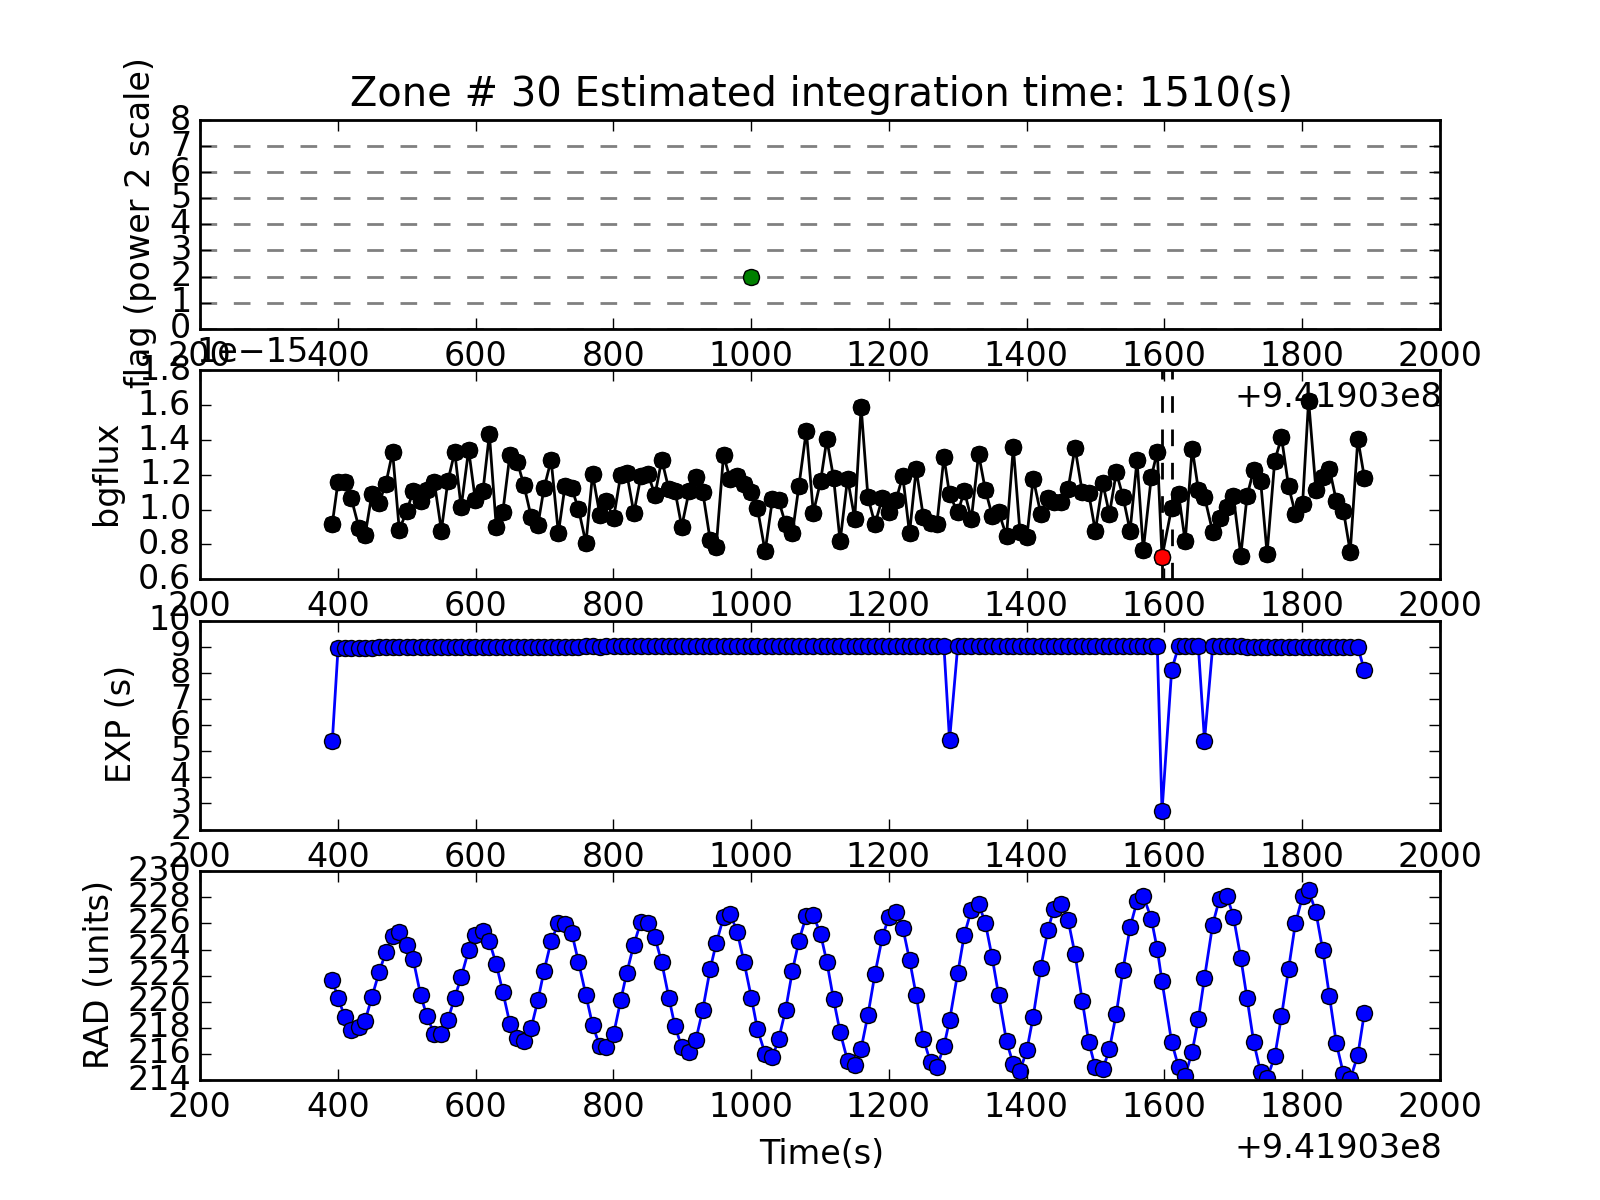 Zone # 30 Estimated integration time: 1510(s)
flag (power 2 scale)
8
7
6
5
4
3
2
1
0
200 400 600 800 1000 1200 1400 1600 1800 2000
1e−15
+9.41903e8
bgflux
1.8
1.6
1.4
1.2
1.0
0.8
0.6
200 400 600 800 1000 1200 1400 1600 1800 2000
EXP (s)
10
9
8
7
6
5
4
3
2
200 400 600 800 1000 1200 1400 1600 1800 2000
RAD (units)
230
228
226
224
222
220
218
216
214
200 400 600 800 1000 1200 1400 1600 1800 2000
Time(s)
+9.41903e8